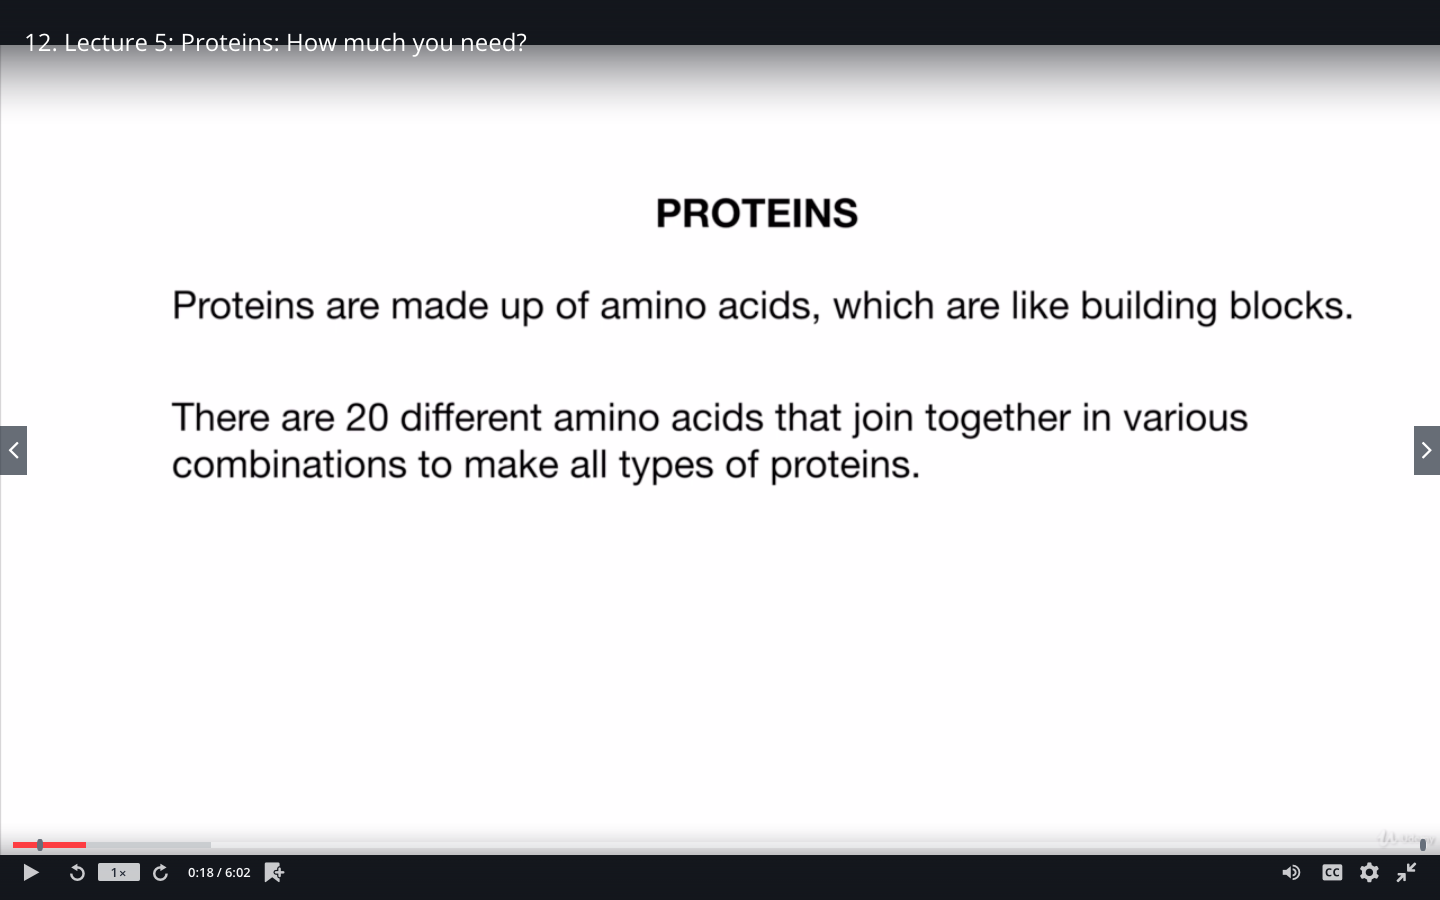 12. Lecture 5: Proteins: How much you need?
PROTEINS
Proteins are made up of amino acids, which are like building blocks.
There are 20 different amino acids that join together in various
combinations to make all types of proteins.
1× 0:18 / 6:02 CC